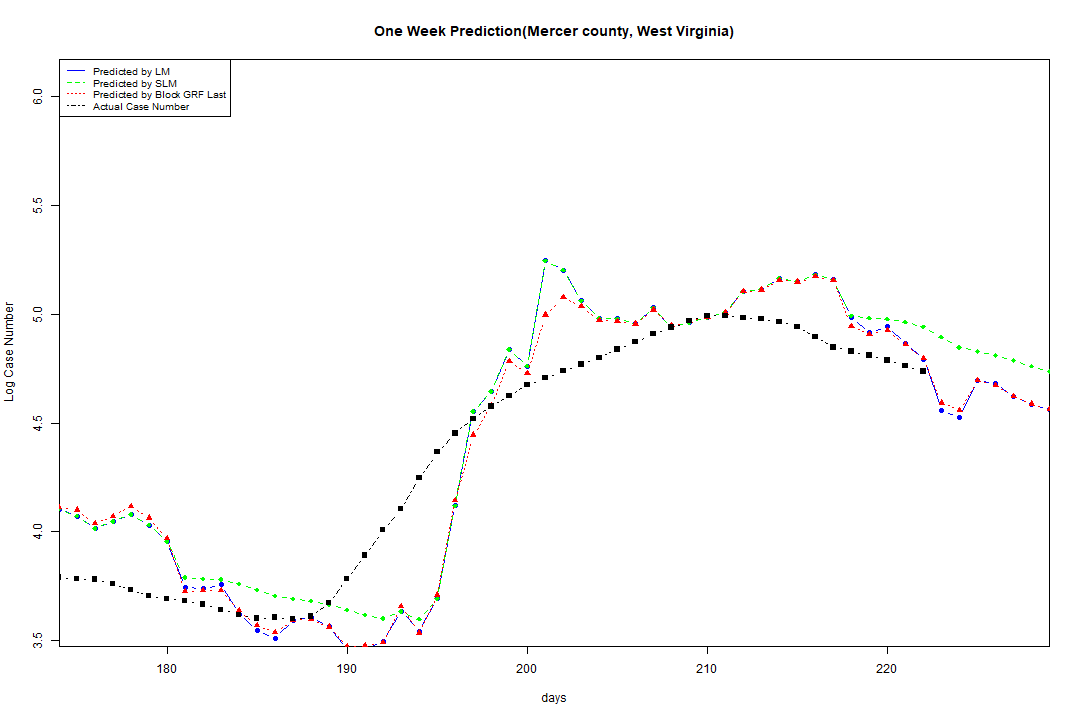 One Week Prediction(Mercer county, West Virginia)
Predicted by LM
Predicted by SLM
Predicted by Block GRF Last
Actual Case Number
6.0
5.5
5.0
4.5
4.0
3.5
Log Case Number
180 190 200 210 220
days